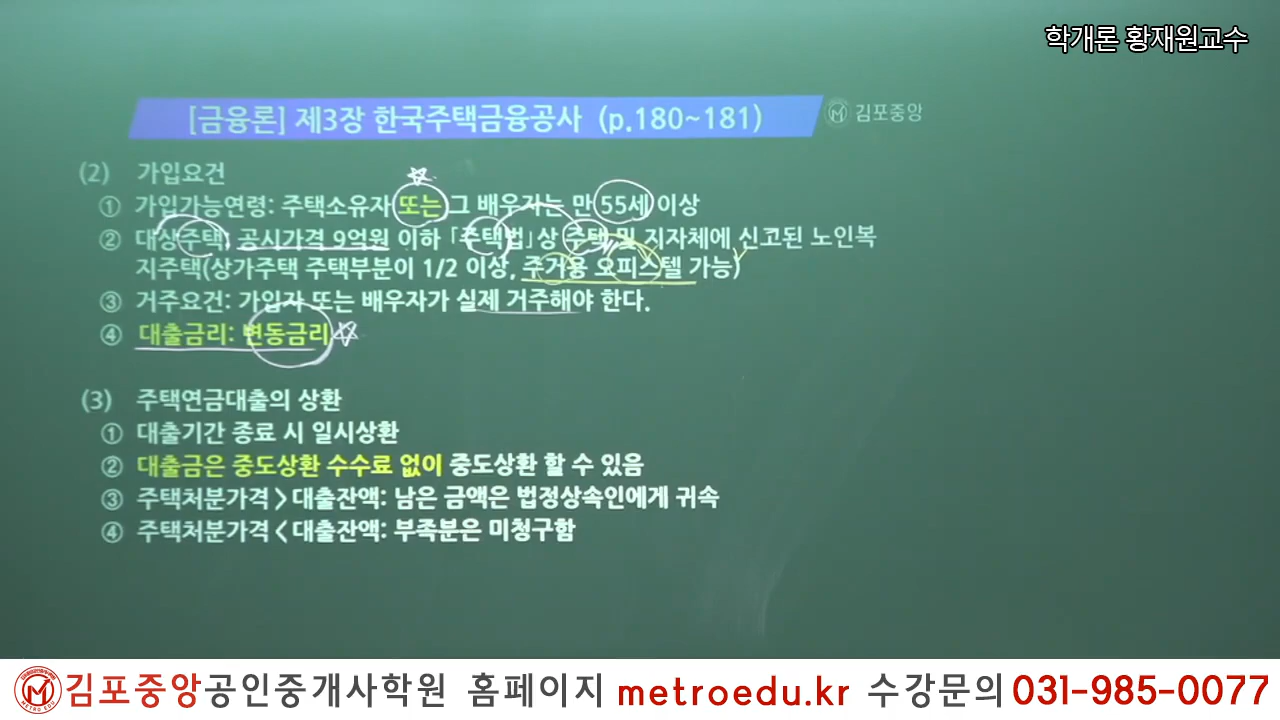 학개론 황재원교수
[금융론] 제3장 한국주택금융공사 (p.180~181)
김포중앙
(2) 가입요건
① 가입가능연령: 주택소유자 또는 그 배우자는 만 55세 이상
② 대상주택: 공시가격 9억원 이하 「주택법」상 주택 및 지자체에 신고된 노인복
지주택(상가주택 주택부분이 1/2 이상, 주거용 오피스텔 가능)
③ 거주요건: 가입자 또는 배우자가 실제 거주해야 한다.
④ 대출금리: 변동금리
(3) 주택연금대출의 상환
① 대출기간 종료 시 일시상환
② 대출금은 중도상환 수수료 없이 중도상환 할 수 있음
③ 주택처분가격 > 대출잔액: 남은 금액은 법정상속인에게 귀속
④ 주택처분가격 < 대출잔액: 부족분은 미청구함
METRO EDU
김포중앙공인중개사학원 홈페이지 metroedu.kr 수강문의 031-985-0077